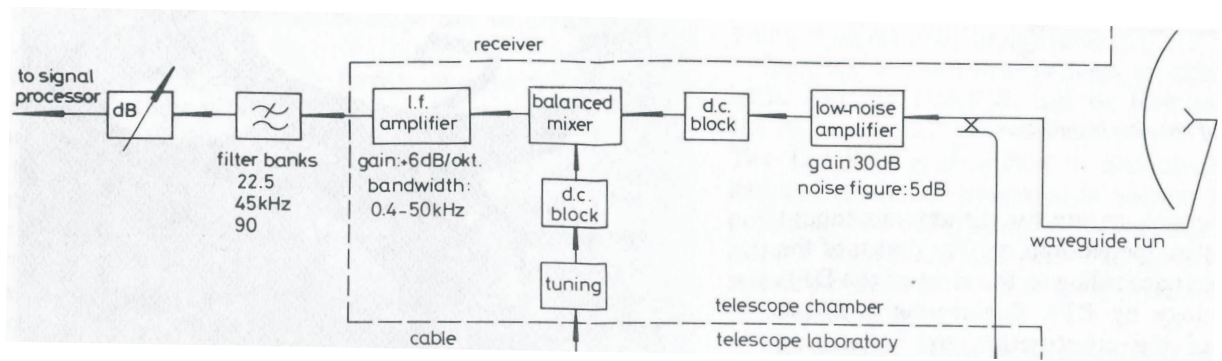 receiver
to signal
processor
dB
filter banks
22.5
45kHz
90
l.f.
amplifier
gain:+6dB/okt.
bandwidth:
0.4-50kHz
balanced
mixer
d.c.
block
tuning
d.c.
block
low-noise
amplifier
gain 30dB
noise figure:5dB
waveguide run
telescope chamber
cable
telescope laboratory